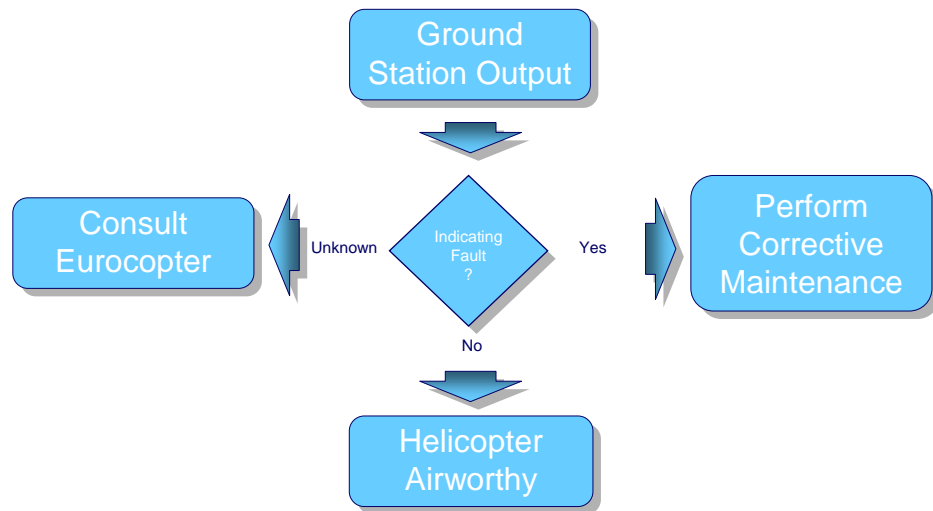 Ground
Station Output
Consult
Eurocopter
Unknown
Indicating
Fault
?
Yes
Perform
Corrective
Maintenance
No
Helicopter
Airworthy